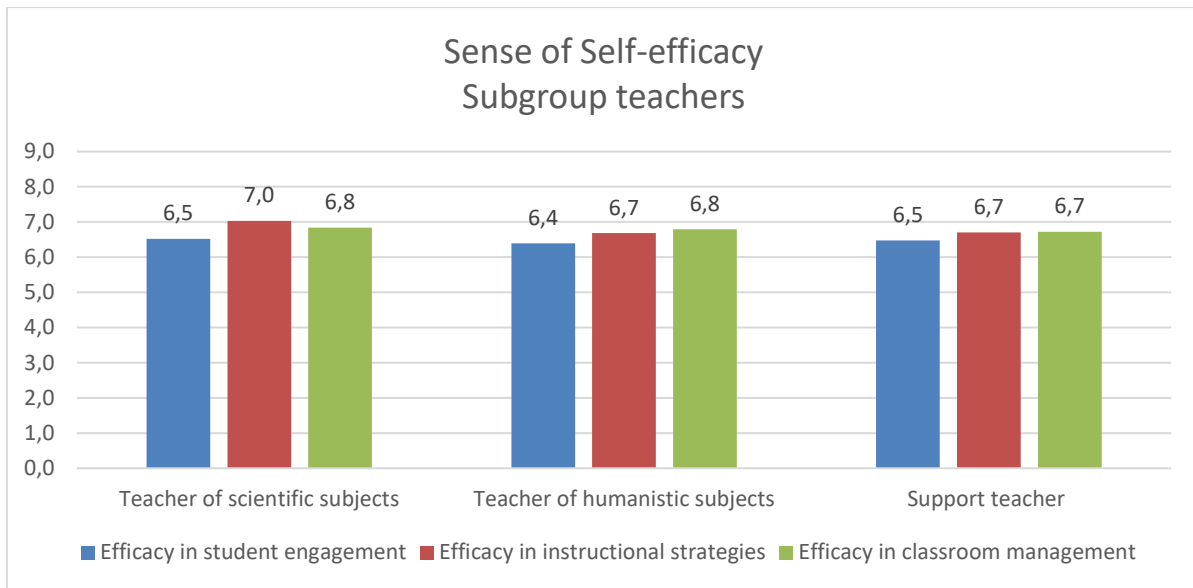 Sense of Self-efficacy
Subgroup teachers
9,0
8,0
7,0
6,0
5,0
4,0
3,0
2,0
1,0
0,0
6,5
7,0
6,8
6,4
6,7
6,8
6,5
6,7
6,7
Teacher of scientific subjects
Teacher of humanistic subjects
Support teacher
Efficacy in student engagement
Efficacy in instructional strategies
Efficacy in classroom management